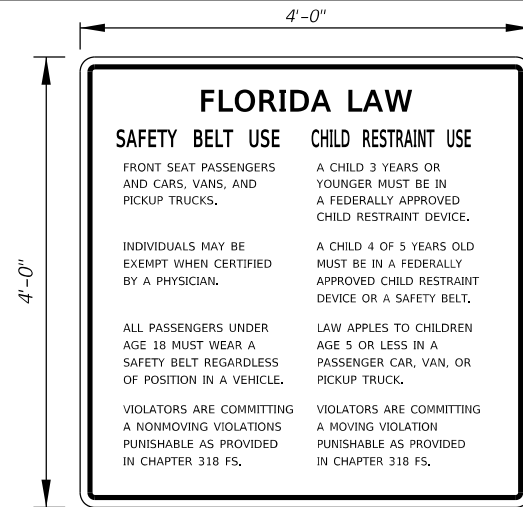 4'-0"
4'-0"
FLORIDA LAW
SAFETY BELT USE
FRONT SEAT PASSENGERS
AND CARS, VANS, AND
PICKUP TRUCKS.
INDIVIDUALS MAY BE
EXEMPT WHEN CERTIFIED
BY A PHYSICIAN.
ALL PASSENGERS UNDER
AGE 18 MUST WEAR A
SAFETY BELT REGARDLESS
OF POSITION IN A VEHICLE.
VIOLATORS ARE COMMITTING
A NONMOVING VIOLATIONS
PUNISHABLE AS PROVIDED
IN CHAPTER 318 FS.
CHILD RESTRAINT USE
A CHILD 3 YEARS OR
YOUNGER MUST BE IN
A FEDERALLY APPROVED
CHILD RESTRAINT DEVICE.
A CHILD 4 OF 5 YEARS OLD
MUST BE IN A FEDERALLY
APPROVED CHILD RESTRAINT
DEVICE OR A SAFETY BELT.
LAW APPLES TO CHILDREN
AGE 5 OR LESS IN A
PASSENGER CAR, VAN, OR
PICKUP TRUCK.
VIOLATORS ARE COMMITTING
A MOVING VIOLATION
PUNISHABLE AS PROVIDED
IN CHAPTER 318 FS.